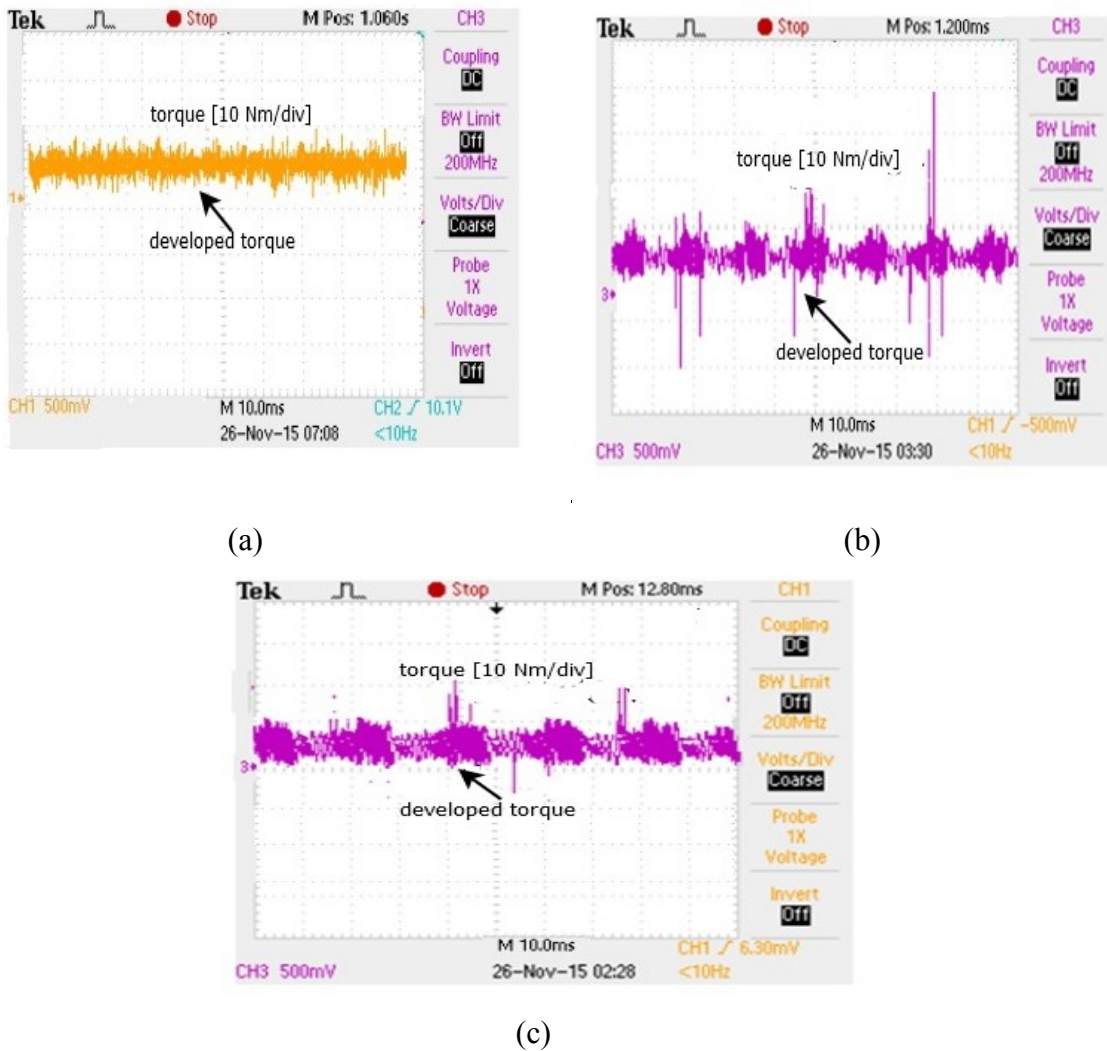 Tek Stop M Pos: 1.060s CH3
Coupling
DC
torque [10 Nm/div]
BW Limit
Off
200MHz
Volts/Div
Coarse
1
developed torque
Probe
1X
Voltage
Invert
Off
CH1 500mV M 10.0ms CH2 10.1V
26-Nov-15 07:08 <10Hz
(a)
Tek Stop M Pos: 1.200ms CH3
Coupling
DC
BW Limit
Off
200MHz
torque [10 Nm/div]
Volts/Div
Coarse
3
Probe
1X
Voltage
developed torque
Invert
Off
M 10.0ms CH1 -500mV
CH3 500mV 26-Nov-15 03:30 <10Hz
(b)
Tek Stop M Pos: 12.80ms CH1
Coupling
DC
torque [10 Nm/div]
BW Limit
Off
200MHz
Volts/Div
Coarse
3
developed torque
Probe
1X
Voltage
Invert
Off
M 10.0ms CH1 6.30mV
CH3 500mV 26-Nov-15 02:28 <10Hz
(c)